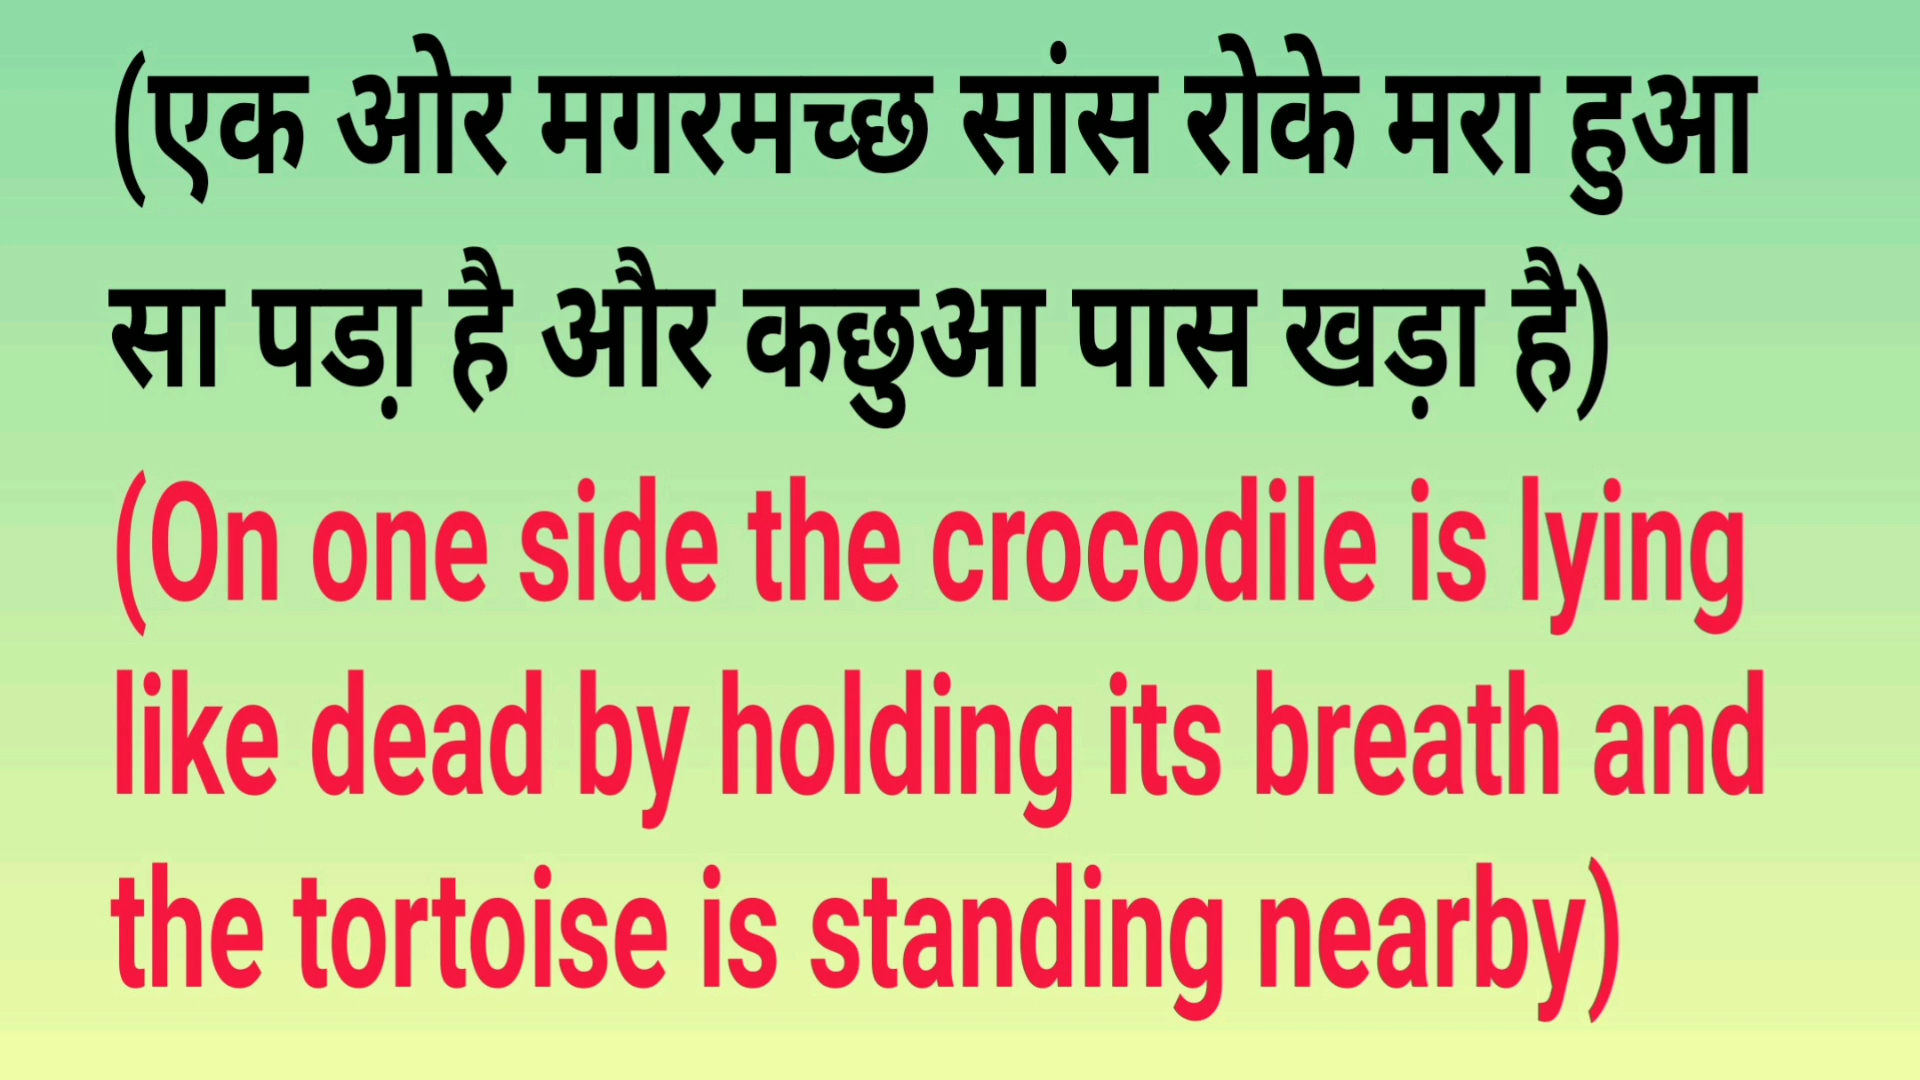 (एक ओर मगरमच्छ सांस रोके मरा हुआ
सा पडा़ है और कछुआ पास खड़ा है)
(On one side the crocodile is lying
like dead by holding its breath and
the tortoise is standing nearby)